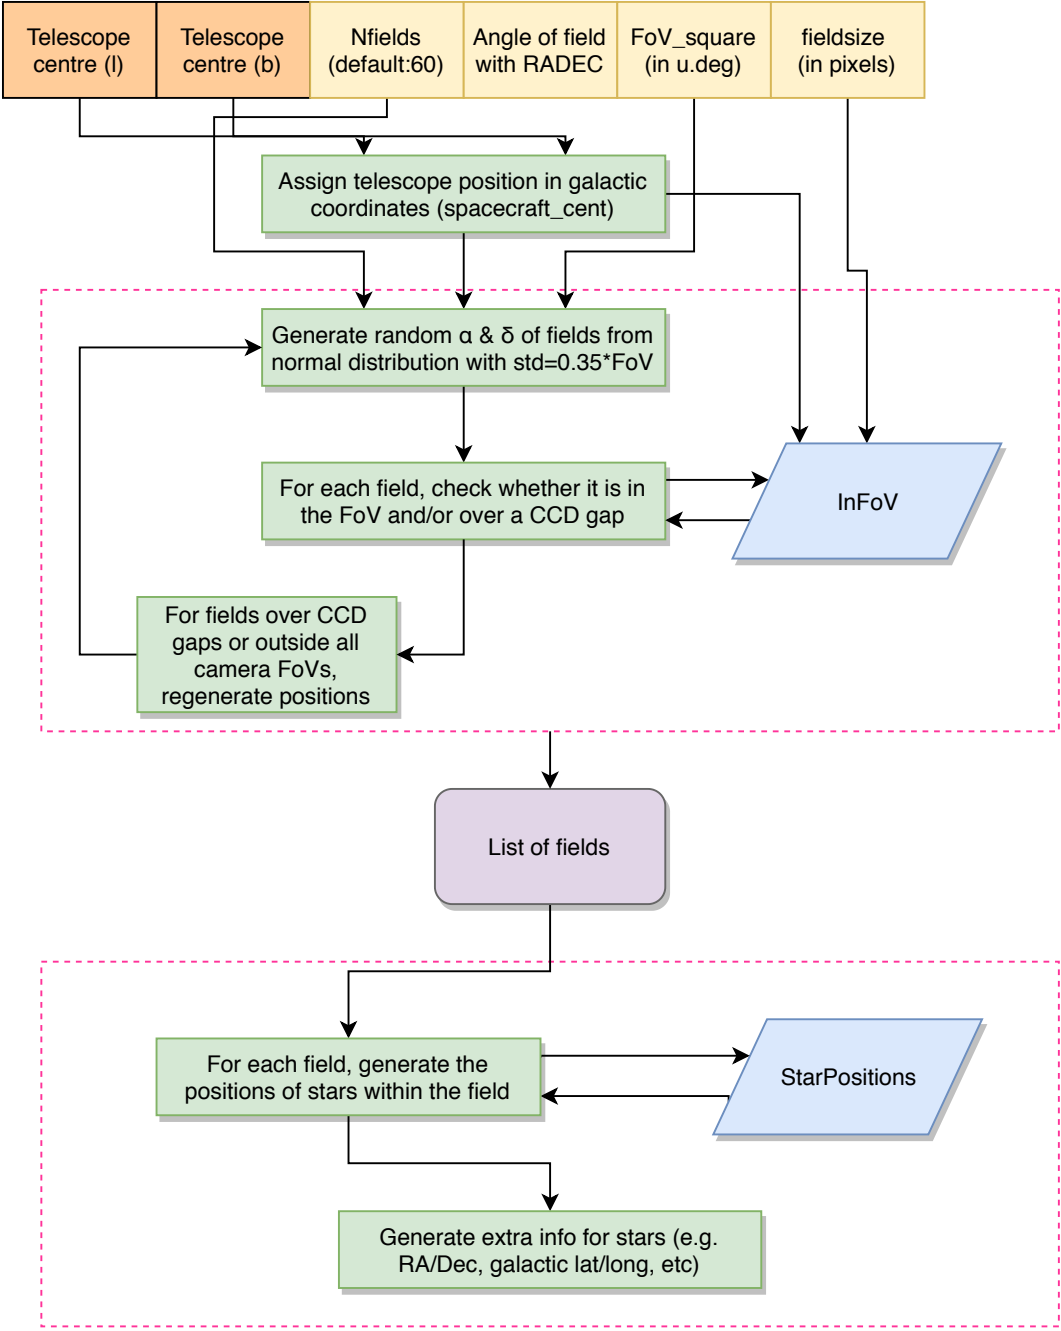 Telescope
centre (l)
Telescope
centre (b)
Nfields
(default:60)
Angle of field
with RADEC
FoV_square
(in u.deg)
fieldsize
(in pixels)
Assign telescope position in galactic
coordinates (spacecraft_cent)
Generate random α & δ of fields from
normal distribution with std=0.35*FoV
For each field, check whether it is in
the FoV and/or over a CCD gap
InFoV
For fields over CCD
gaps or outside all
camera FoVs,
regenerate positions
List of fields
For each field, generate the
positions of stars within the field
StarPositions
Generate extra info for stars (e.g.
RA/Dec, galactic lat/long, etc)